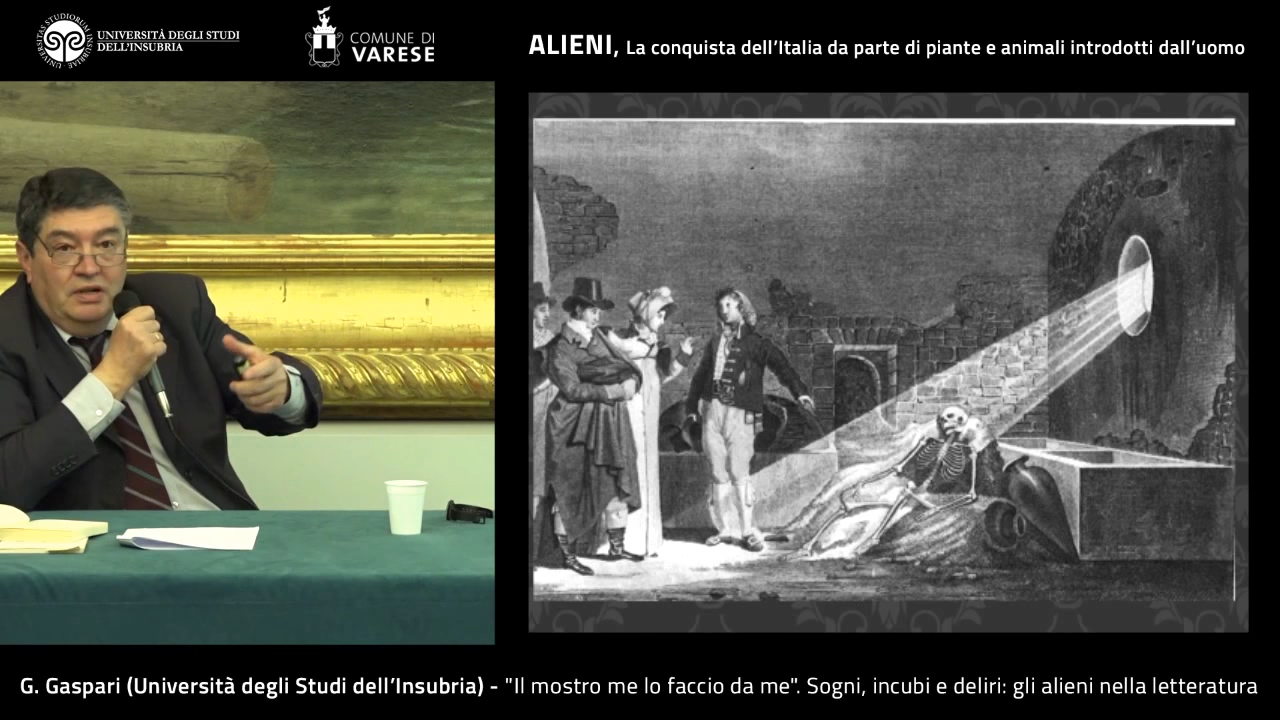 UNIVERSITÀ DEGLI STUDI
DELL'INSUBRIA
COMUNE DI
VARESE
ALIENI, La conquista dell'Italia da parte di piante e animali introdotti dall'uomo
G. Gaspari (Università degli Studi dell'Insubria) - "Il mostro me lo faccio da me". Sogni, incubi e deliri: gli alieni nella letteratura